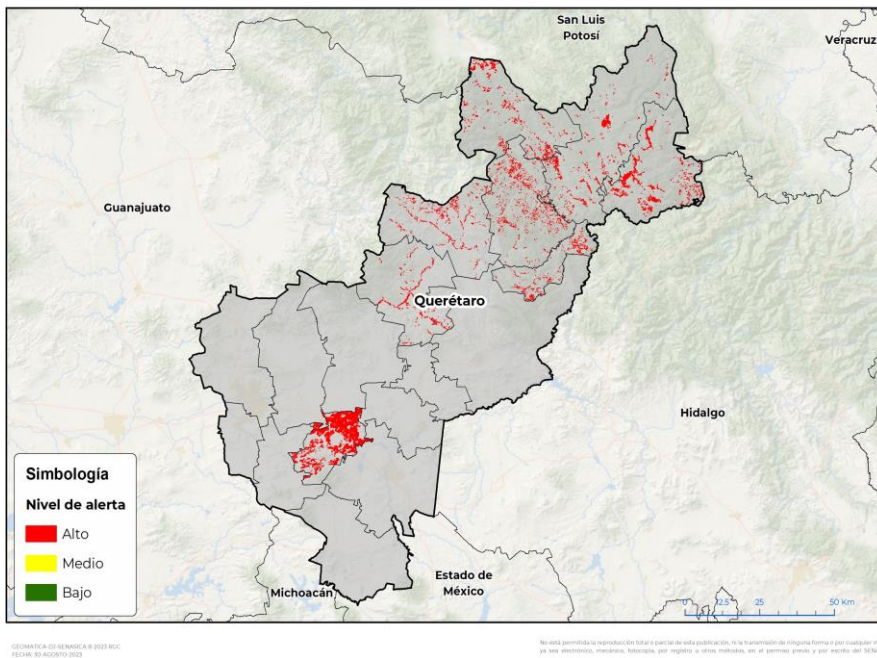 San Luis
Potosí
Veracruz
Guanajuato
Querétaro
Hidalgo
Simbología
Nivel de alerta
Alto
Medio
Bajo
Michoacán
Estado de
México
0 12.5 25 50 Km
GEOMÁTICA-DJ-SENASICA ® 2023 RGC
FECHA: 30-AGOSTO-2023
No está permitida la reproducción total o parcial de esta publicación, ni la transmisión de ninguna forma o por cualquier
ya sea electrónico, mecánico, fotocopia, por registro u otros métodos, sin el permiso previo y por escrito del